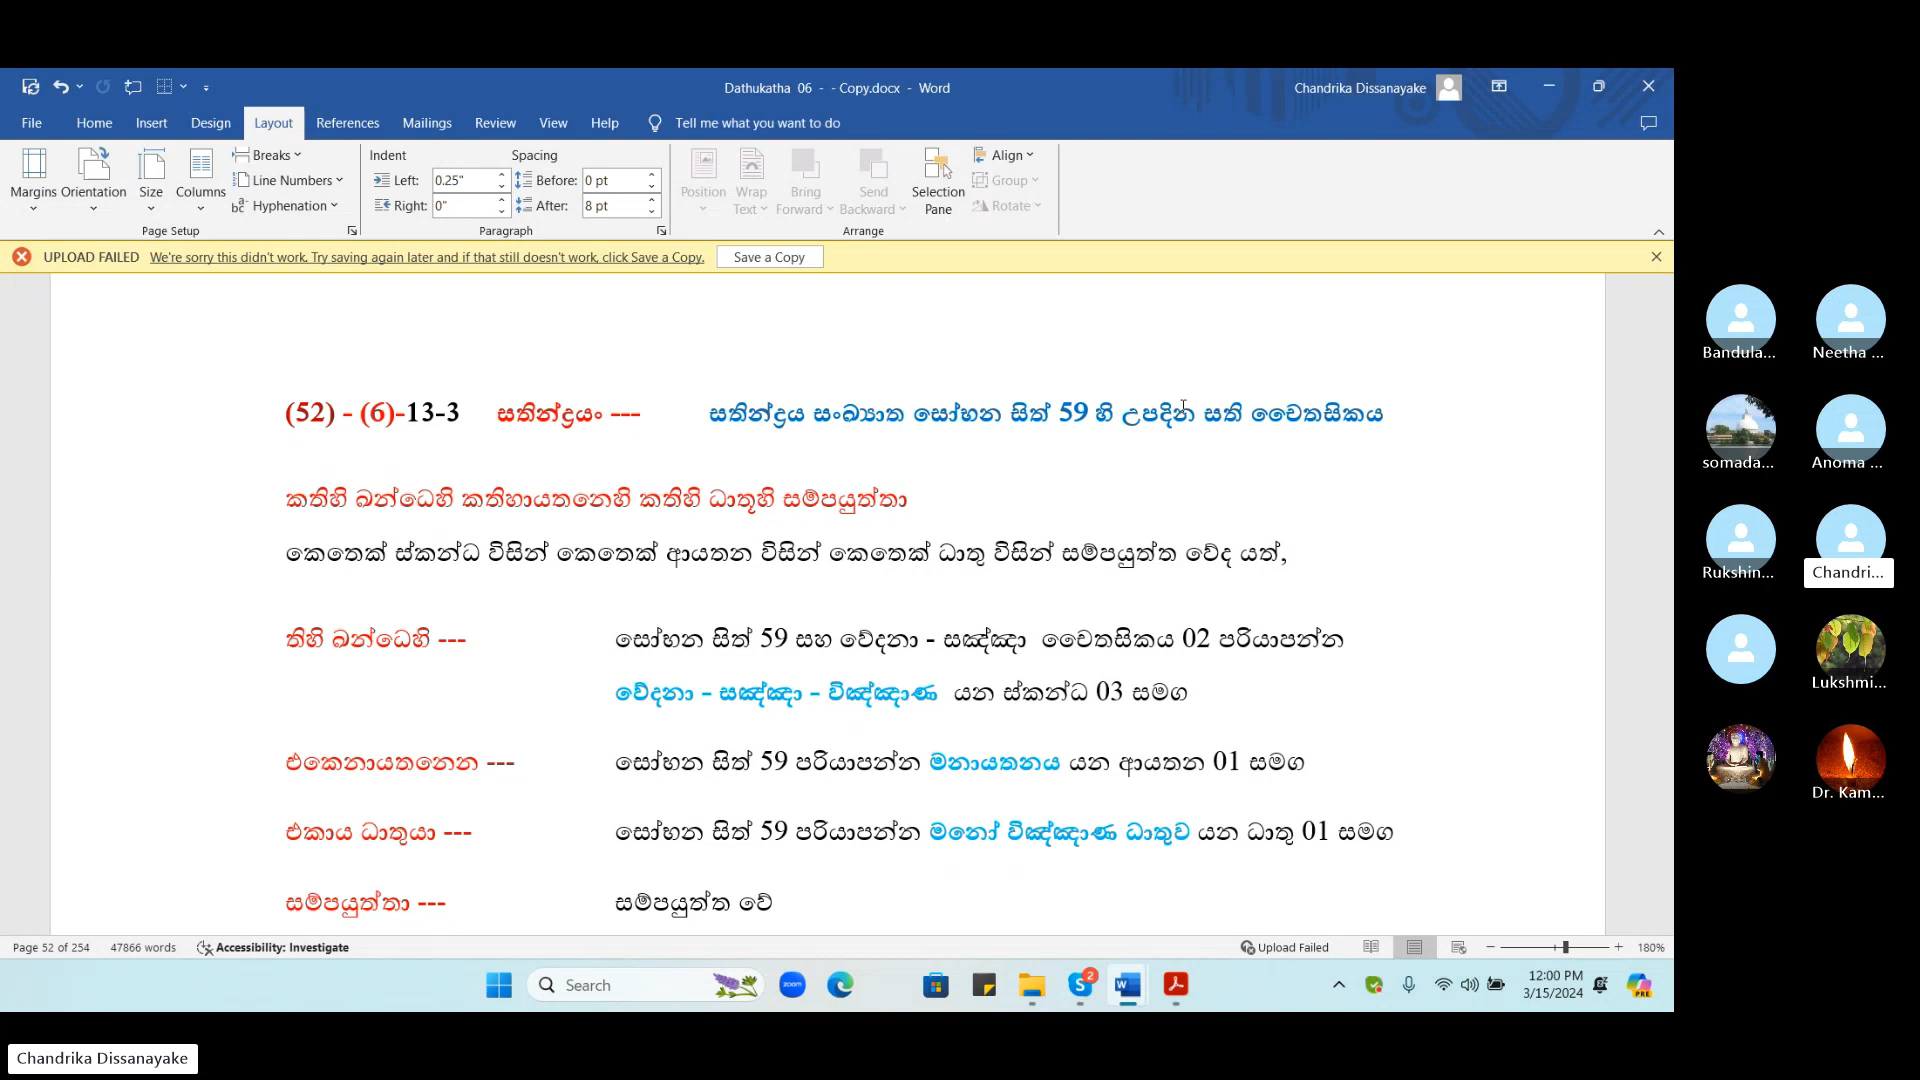 Dathukatha 06 - - Copy.docx - Word
Chandrika Dissanayake
File Home Insert Design Layout References Mailings Review View Help Tell me what you want to do
Margins Orientation Size Columns
Breaks
Line Numbers
Hyphenation
Page Setup
Indent Spacing
Left: 0.25" Before: 0 pt
Right: 0" After: 8 pt
Paragraph
Position Wrap Text Bring Forward Send Backward Selection Pane
Align
Group
Rotate
Arrange
UPLOAD FAILED We're sorry this didn't work. Try saving again later and if that still doesn't work, click Save a Copy. Save a Copy
(52) - (6)-13-3 සතින්ද්‍රයං --- සතින්ද්‍රය සංඛ්‍යාත සෝභන සිත් 59 හි උපදින සති චෛතසිකය
කතිහි ඛන්ධෙහි කතිහායතනෙහි කතිහි ධාතූහි සම්පයුත්තා
කෙතෙක් ස්කන්ධ විසින් කෙතෙක් ආයතන විසින් කෙතෙක් ධාතු විසින් සම්පයුත්ත වේද යත්,
තිහි ඛන්ධෙහි --- සෝභන සිත් 59 සහ වේදනා - සඤ්ඤා චෛතසිකය 02 පරියාපන්න
වේදනා – සඤ්ඤා – විඤ්ඤාණ යන ස්කන්ධ 03 සමග
එකෙනායතනෙන --- සෝභන සිත් 59 පරියාපන්න මනායතනය යන ආයතන 01 සමග
එකාය ධාතුයා --- සෝභන සිත් 59 පරියාපන්න මනෝ විඤ්ඤාණ ධාතුව යන ධාතු 01 සමග
සම්පයුත්තා --- සම්පයුත්ත වේ
Page 52 of 254 47866 words Accessibility: Investigate Upload Failed 180%
Search
zoom
2
12:00 PM
3/15/2024
PRE
Bandula... Neetha ...
somada... Anoma ...
Rukshin... Chandri...
Lukshmi...
Dr. Kam...
Chandrika Dissanayake